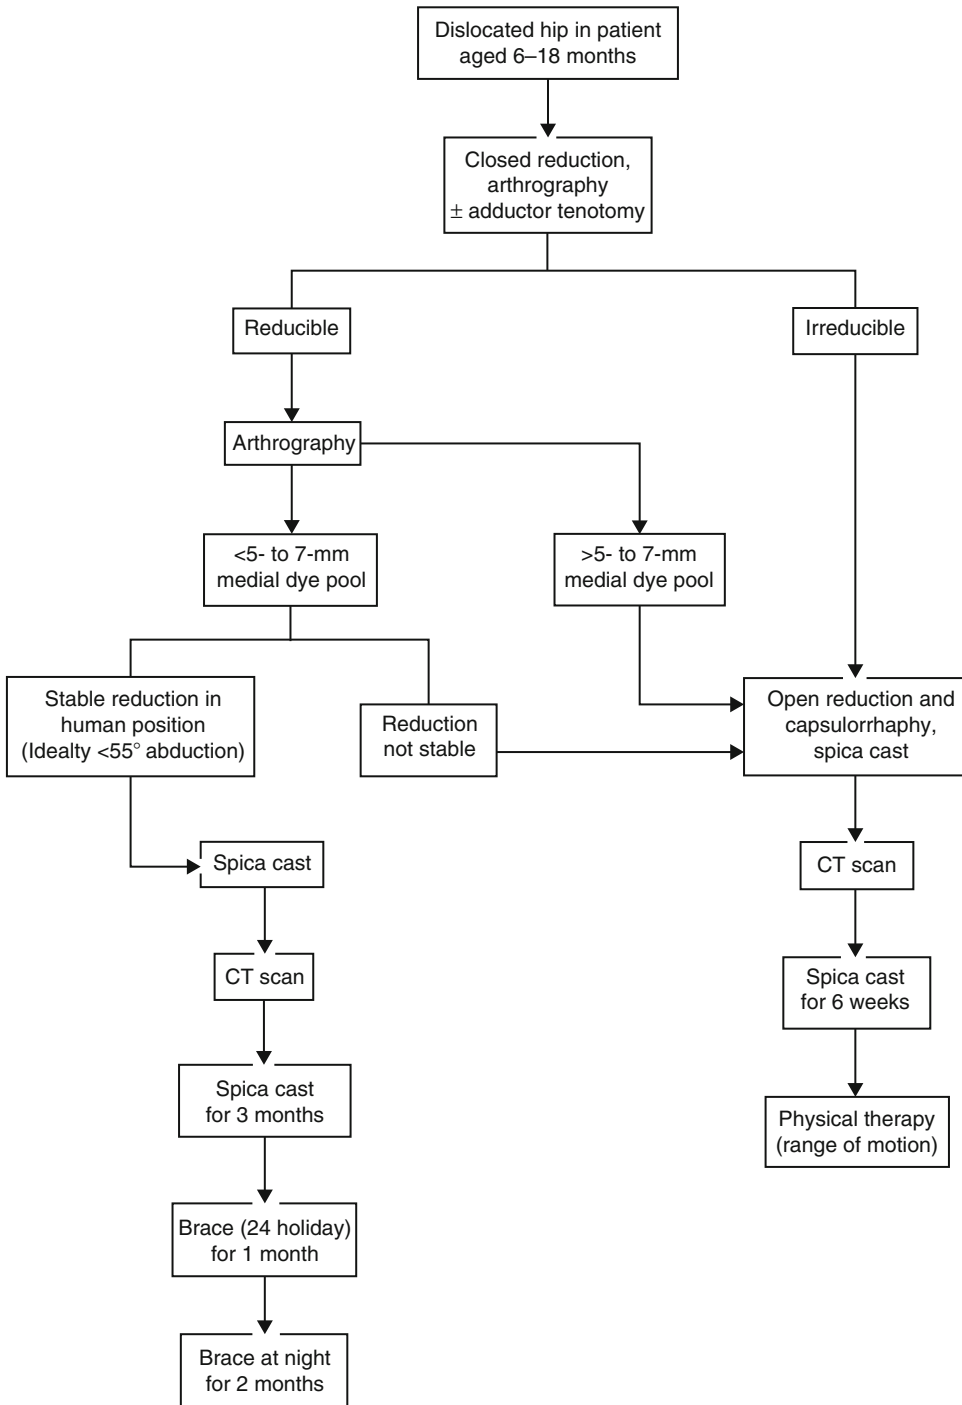 Dislocated hip in patient
aged 6–18 months
Closed reduction,
arthrography
± adductor tenotomy
Reducible
Irreducible
Arthrography
<5- to 7-mm
medial dye pool
>5- to 7-mm
medial dye pool
Stable reduction in
human position
(Idealty <55° abduction)
Reduction
not stable
Open reduction and
capsulorrhaphy,
spica cast
Spica cast
CT scan
CT scan
Spica cast
for 6 weeks
Spica cast
for 3 months
Physical therapy
(range of motion)
Brace (24 holiday)
for 1 month
Brace at night
for 2 months